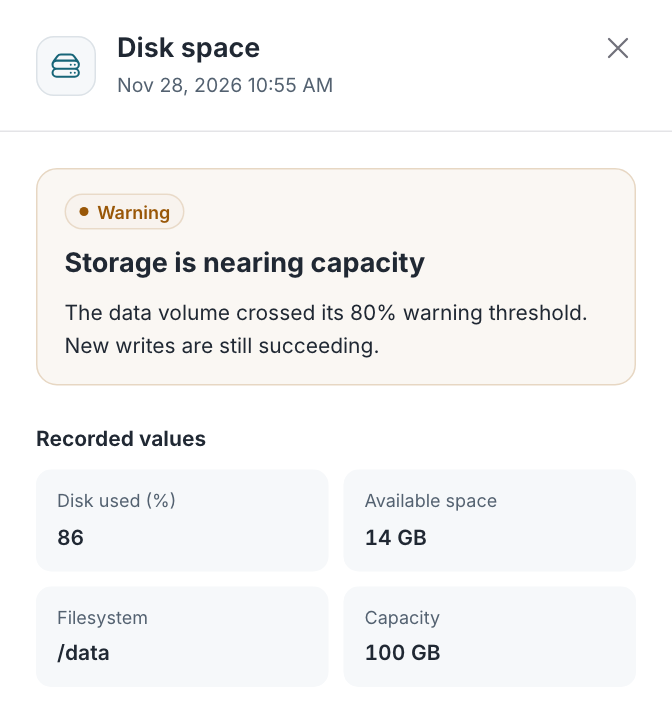 Disk space
Nov 28, 2026 10:55 AM
Warning
Storage is nearing capacity
The data volume crossed its 80% warning threshold.
New writes are still succeeding.
Recorded values
Disk used (%)
86
Available space
14 GB
Filesystem
/data
Capacity
100 GB